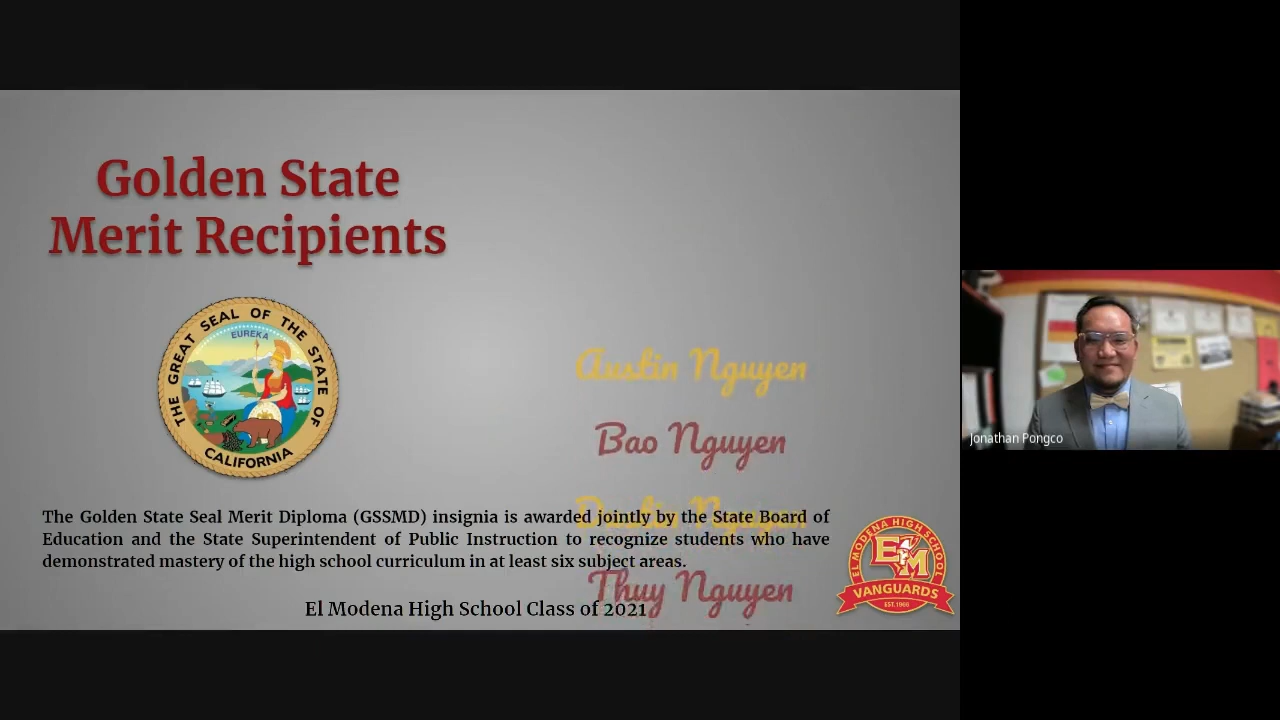 Golden State
Merit Recipients
THE GREAT SEAL OF THE STATE OF
EUREKA
CALIFORNIA
Austin Nguyen
Bao Nguyen
Dustin Nguyen
The Golden State Seal Merit Diploma (GSSMD) insignia is awarded jointly by the State Board of
Education and the State Superintendent of Public Instruction to recognize students who have
demonstrated mastery of the high school curriculum in at least six subject areas.
Thuy Nguyen
El Modena High School Class of 2021
EL MODENA HIGH SCHOOL
EM
VANGUARDS
EST.1966
Jonathan Pongco